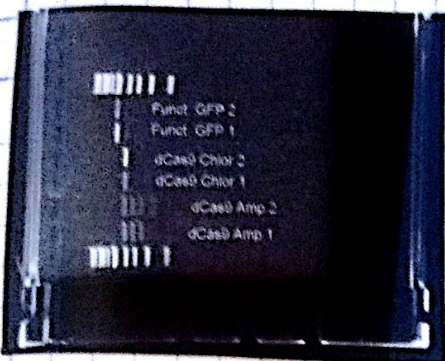 Funct GFP 2
Funct GFP 1
dCas9 Chlor 2
dCas9 Chlor 1
dCas9 Amp 2
dCas9 Amp 1